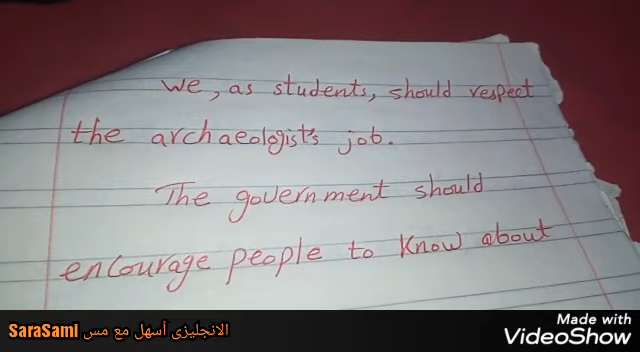 We, as students, should respect
the archaeologist's job.
The government should
encourage people to know about
SaraSamI الانجليزى أسهل مع مس
Made with
VideoShow